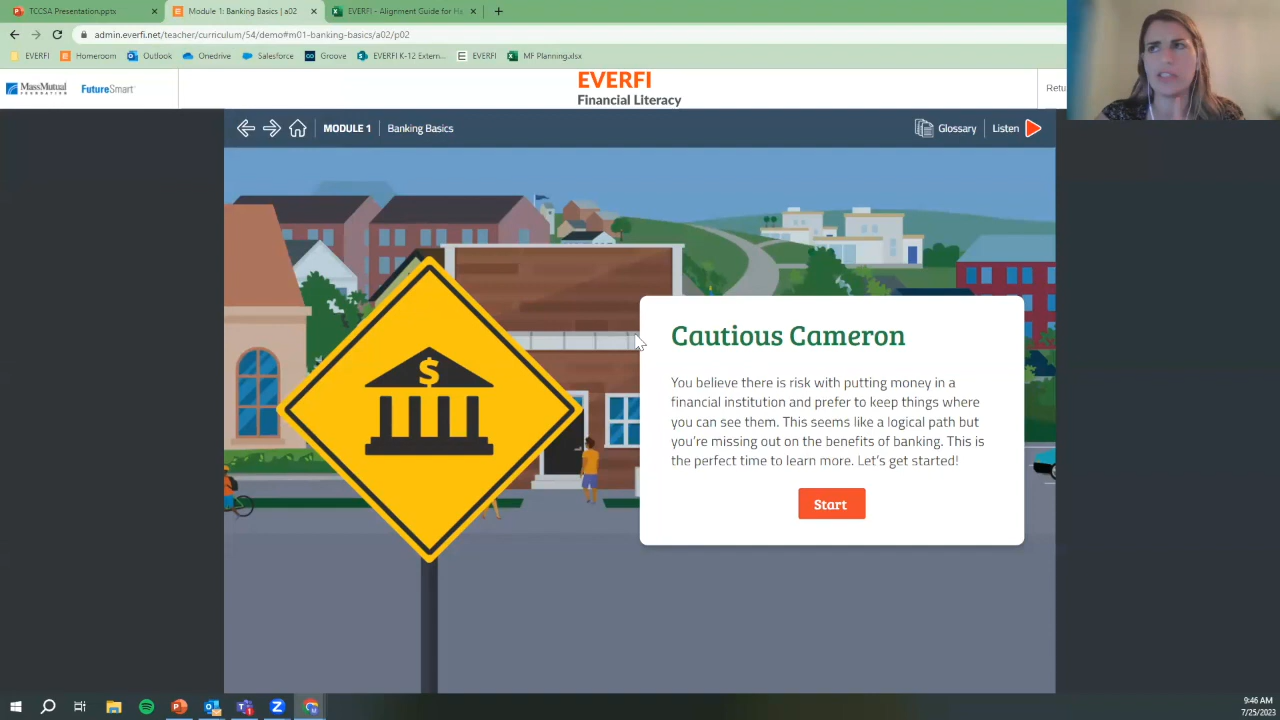 TCCSA Presentation.pptx
Module 1: Banking Basics | a02
EVERFI - Alignment Guide for Ha
admin.everfi.net/teacher/curriculum/54/demo#m01-banking-basics/a02/p02
EVERFI
Homeroom
Outlook
Onedrive
Salesforce
Groove
EVERFI K-12 Extern...
EVERFI
MF Planning.xlsx
MassMutual
FOUNDATION
FutureSmart
EVERFI
Financial Literacy
Retu
MODULE 1
Banking Basics
Glossary
Listen
$
Cautious Cameron
You believe there is risk with putting money in a
financial institution and prefer to keep things where
you can see them. This seems like a logical path but
you're missing out on the benefits of banking. This is
the perfect time to learn more. Let's get started!
Start
9:46 AM
7/25/2023